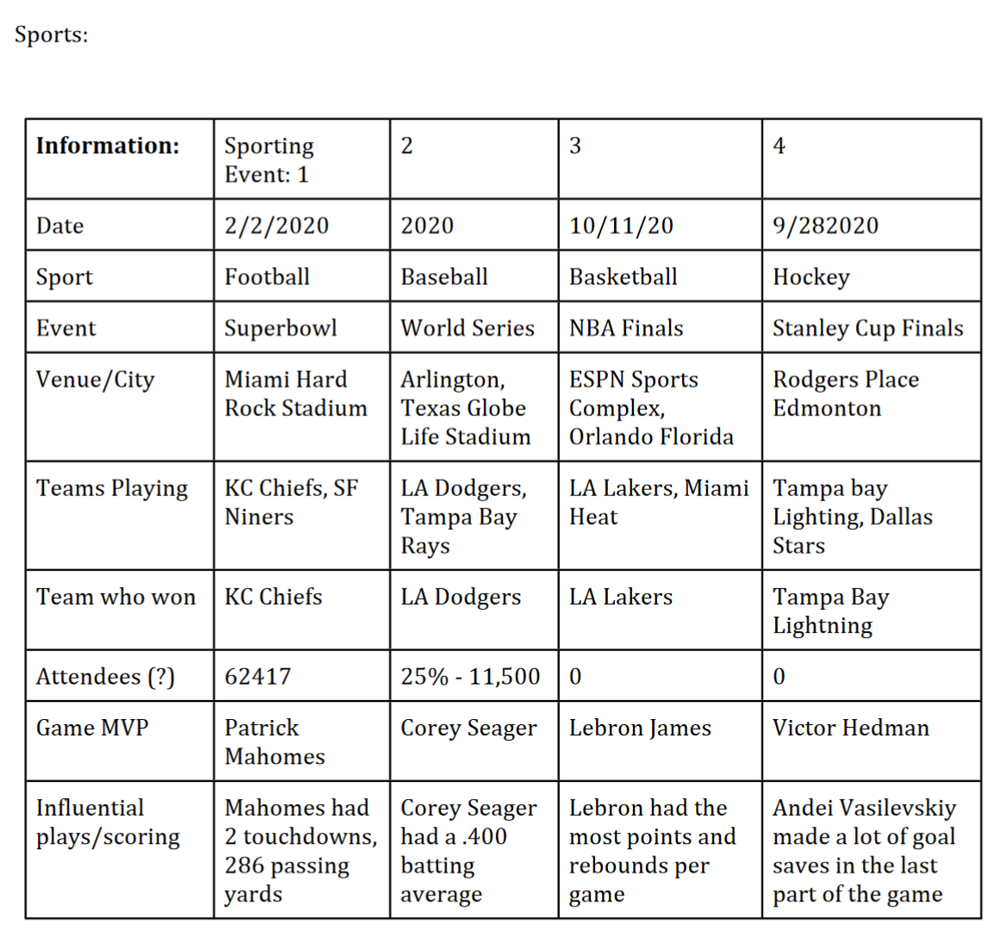 Sports:
Information:
Sporting
Event: 1
2
3
4
Date
2/2/2020
2020
10/11/20
9/282020
Sport
Football
Baseball
Basketball
Hockey
Event
Superbowl
World Series
NBA Finals
Stanley Cup Finals
Venue/City
Miami Hard
Rock Stadium
Arlington,
Texas Globe
Life Stadium
ESPN Sports
Complex,
Orlando Florida
Rodgers Place
Edmonton
Teams Playing
KC Chiefs, SF
Niners
LA Dodgers,
Tampa Bay
Rays
LA Lakers, Miami
Heat
Tampa bay
Lighting, Dallas
Stars
Team who won
KC Chiefs
LA Dodgers
LA Lakers
Tampa Bay
Lightning
Attendees (?)
62417
25% - 11,500
0
0
Game MVP
Patrick
Mahomes
Corey Seager
Lebron James
Victor Hedman
Influential
plays/scoring
Mahomes had
2 touchdowns,
286 passing
yards
Corey Seager
had a .400
batting
average
Lebron had the
most points and
rebounds per
game
Andei Vasilevskiy
made a lot of goal
saves in the last
part of the game